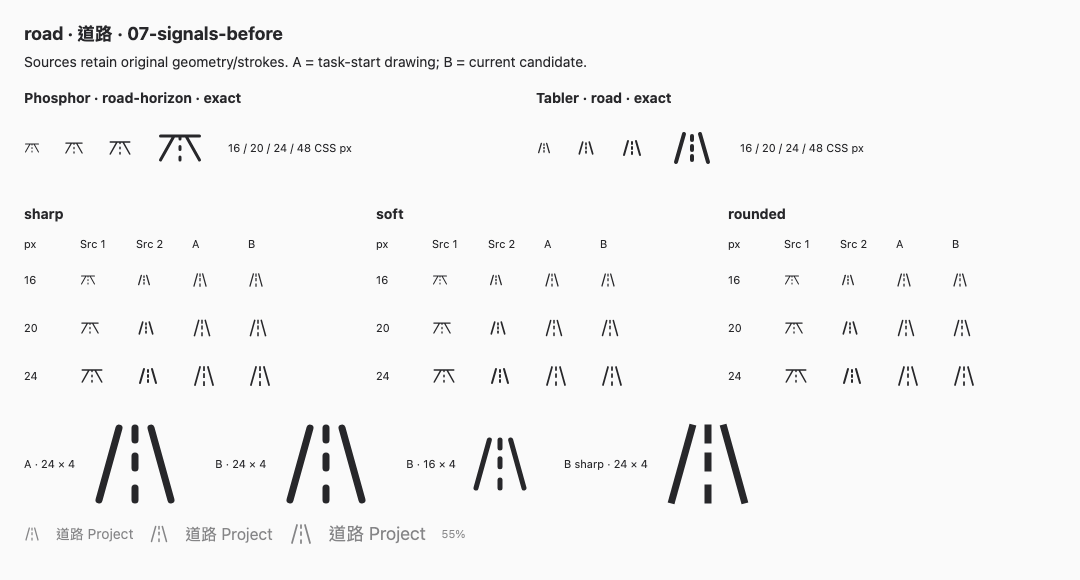 road · 道路 · 07-signals-before
Sources retain original geometry/strokes. A = task-start drawing; B = current candidate.
Phosphor · road-horizon · exact
Tabler · road · exact
16 / 20 / 24 / 48 CSS px
16 / 20 / 24 / 48 CSS px
sharp
soft
rounded
px Src 1 Src 2 A B
px Src 1 Src 2 A B
px Src 1 Src 2 A B
16
16
16
20
20
20
24
24
24
A · 24 × 4
B · 24 × 4
B · 16 × 4
B sharp · 24 × 4
道路 Project
道路 Project
道路 Project
55%